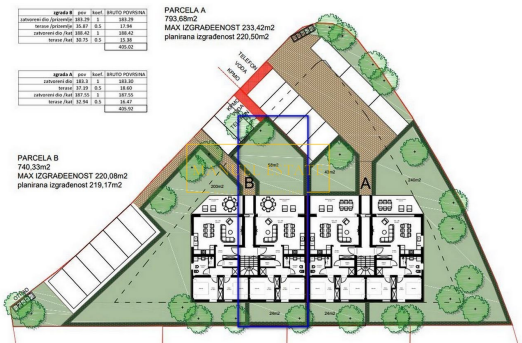 zgrada B pov koef. BRUTO POVRSINA
zatvoreni dio /prizemlje 183.29 1 183.29
terase /prizemlje 35.87 0.5 17.94
zatvoreni dio /kat 188.42 1 188.42
terase /kat 30.75 0.5 15.38
405.02
zgrada A pov koef. BRUTO POVRSINA
zatvoreni dio 183.3 1 183.30
terase 37.19 0.5 18.60
zatvoreni dio /kat 187.55 1 187.55
terase /kat 32.94 0.5 16.47
405.92
PARCELA A
793,68m2
MAX IZGRAĐEENOST 233,42m2
planirana izgrađenost 220,50m2
TELEFON
VODA
KPMO
PARCELA B
740,33m2
MAX IZGRAĐENOST 220,08m2
planirana izgrađenost 219,17m2
B
A